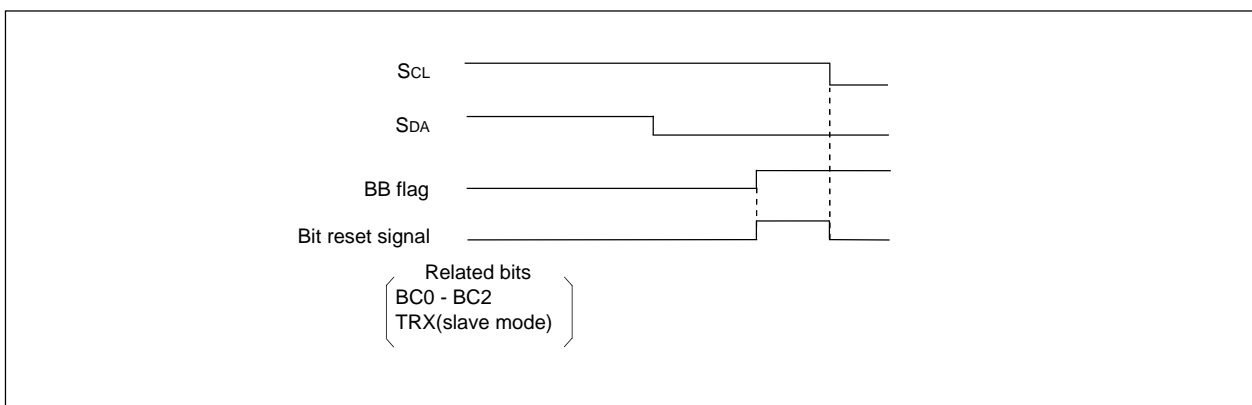 SCL
SDA
BB flag
Bit reset signal
Related bits
BC0 - BC2
TRX(slave mode)